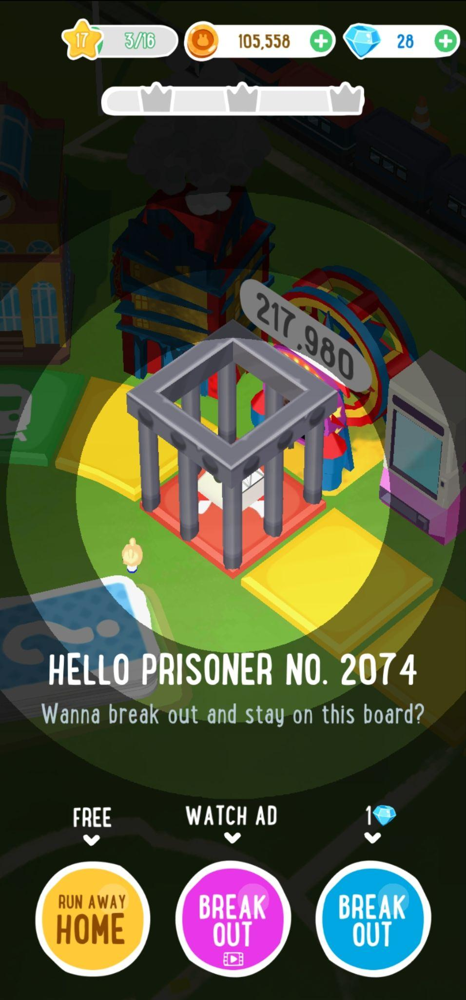 17
3/16
105,558
28
217,980
HELLO PRISONER NO. 2074
Wanna break out and stay on this board?
FREE
WATCH AD
1
RUN AWAY
HOME
BREAK
OUT
BREAK
OUT